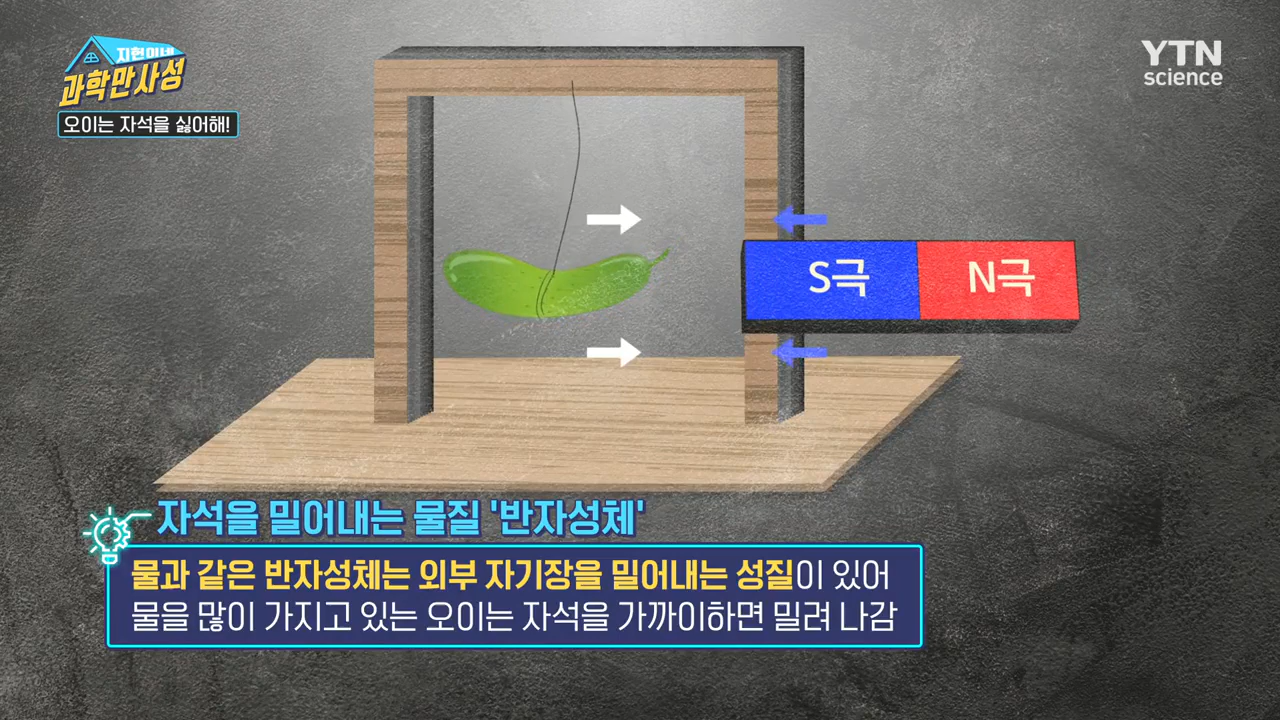 지헌이네
과학만사성
오이는 자석을 싫어해!
YTN
science
S극
N극
자석을 밀어내는 물질 '반자성체'
물과 같은 반자성체는 외부 자기장을 밀어내는 성질이 있어
물을 많이 가지고 있는 오이는 자석을 가까이하면 밀려 나감